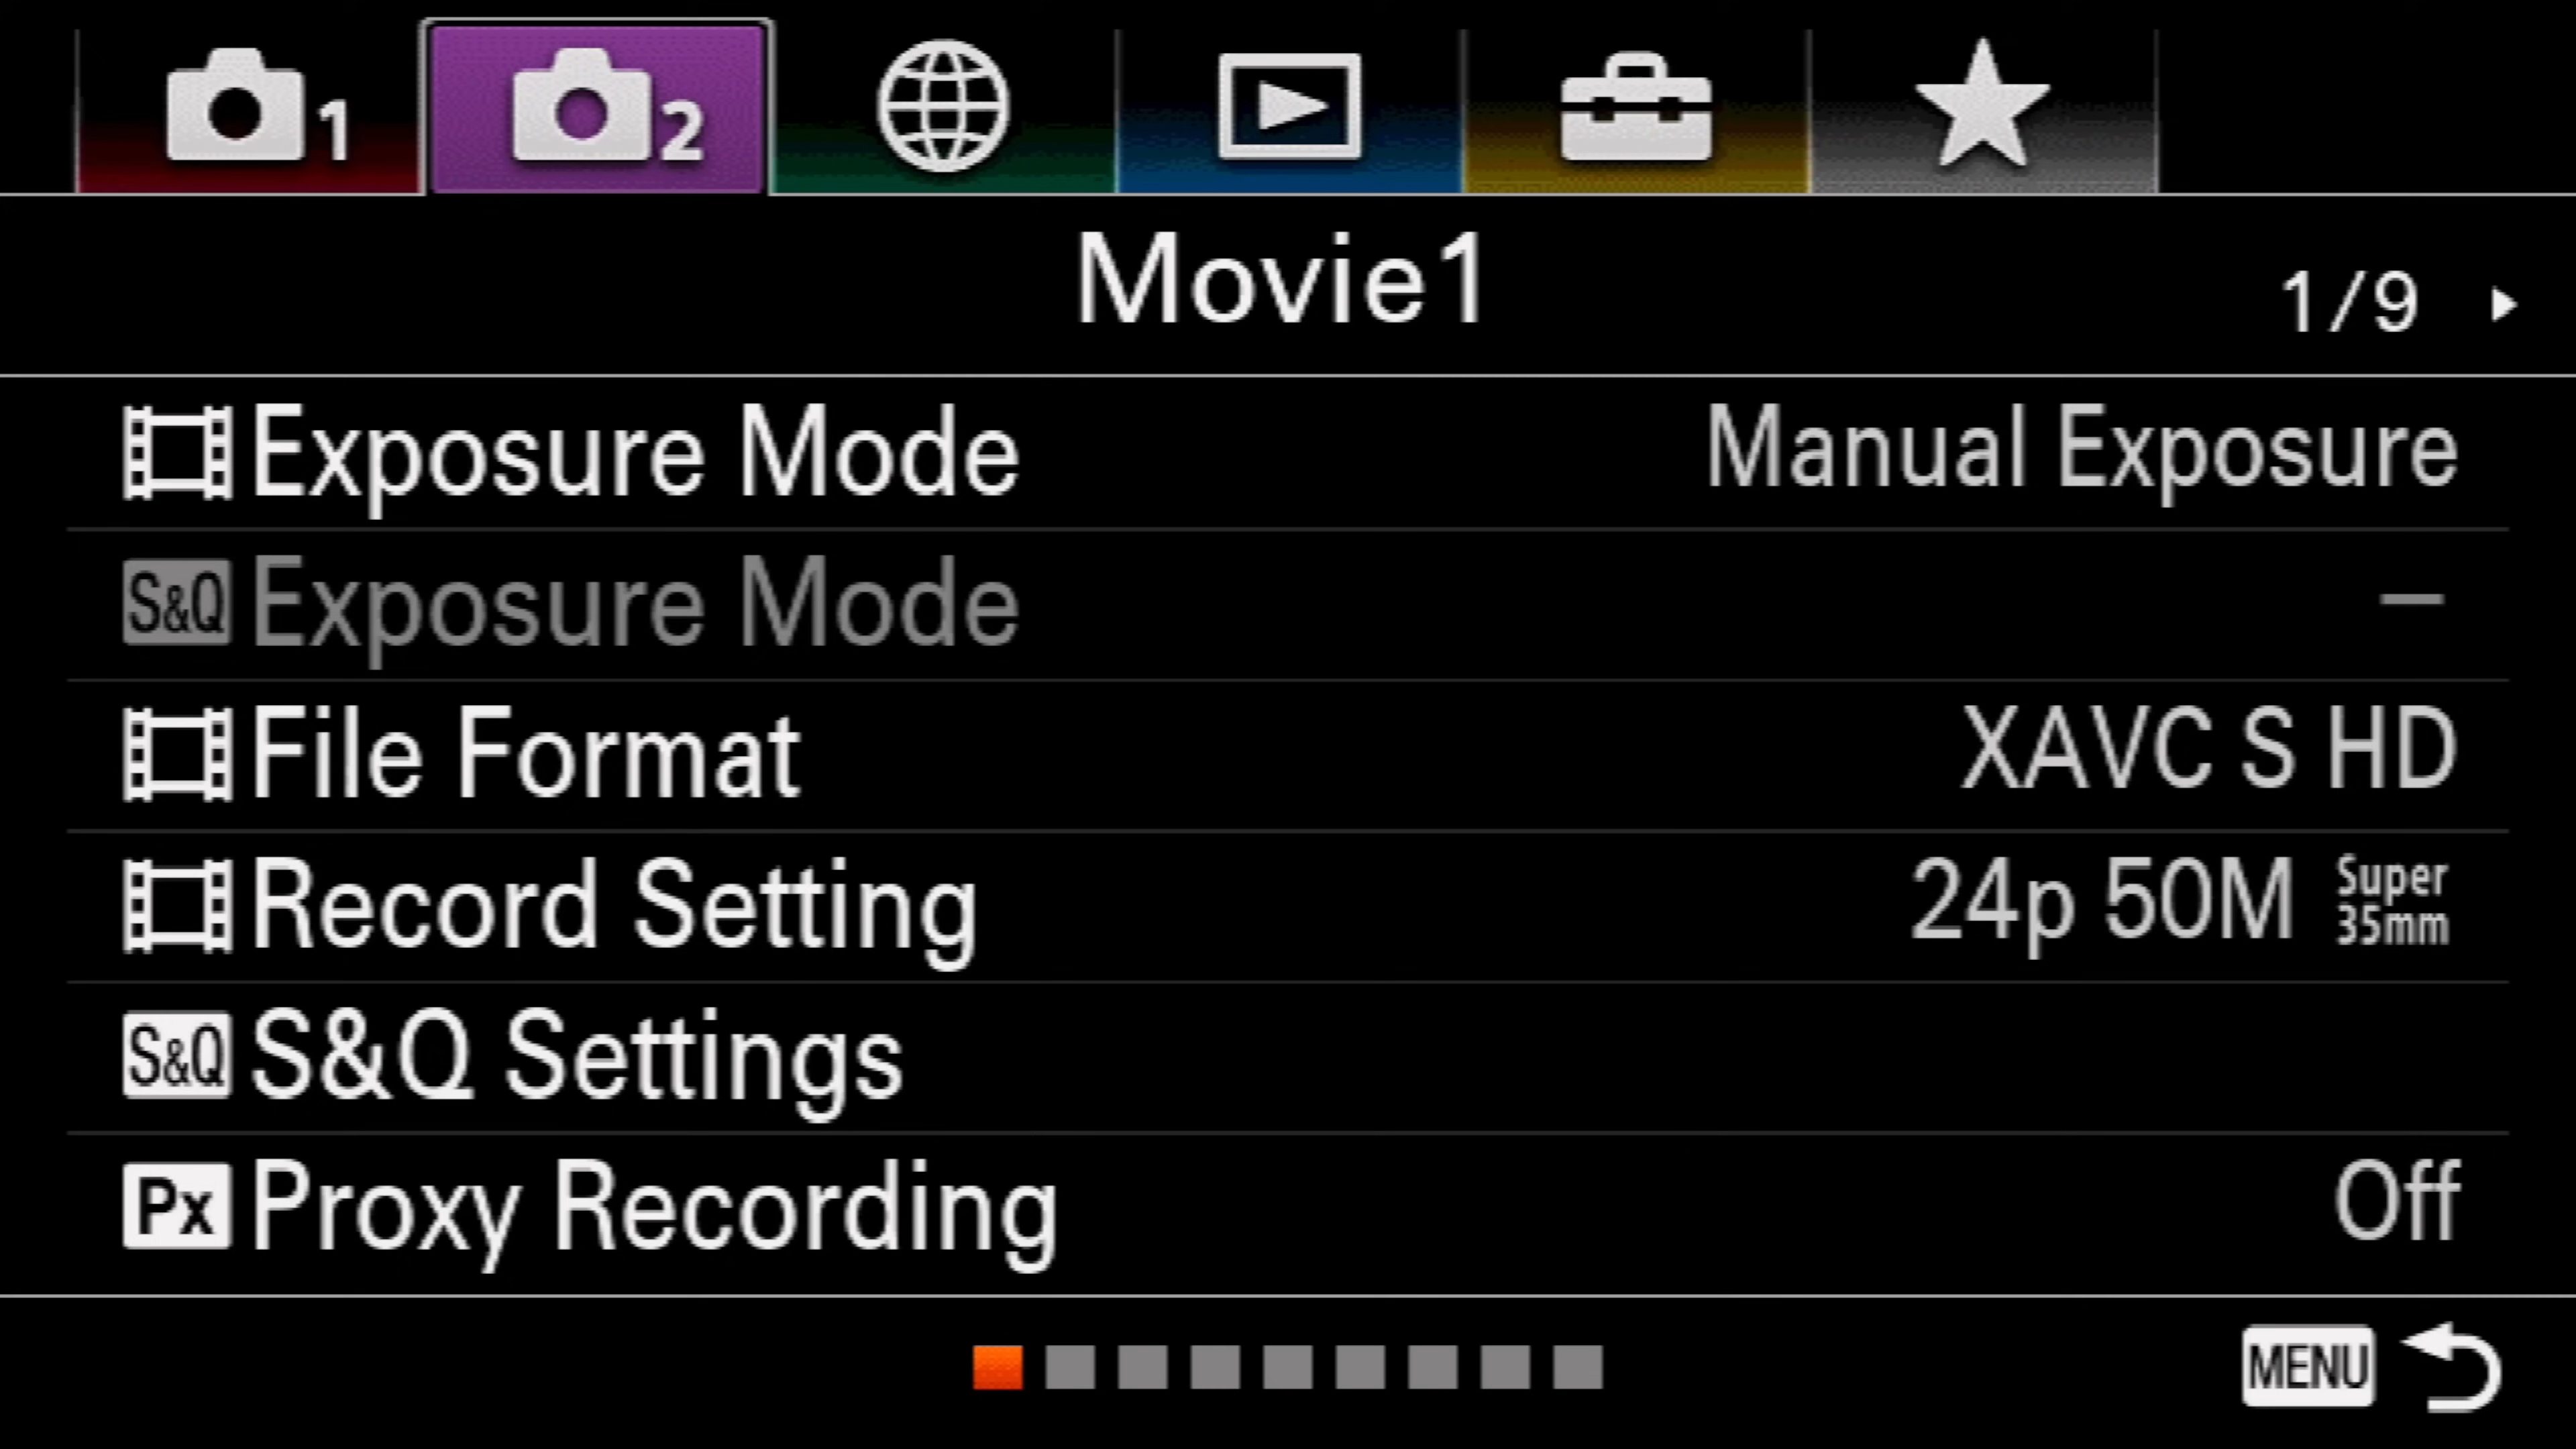 1 2
Movie1
1/9
Exposure Mode Manual Exposure
S&Q Exposure Mode –
File Format XAVC S HD
Record Setting 24p 50M Super 35mm
S&Q S&Q Settings
Px Proxy Recording Off
MENU